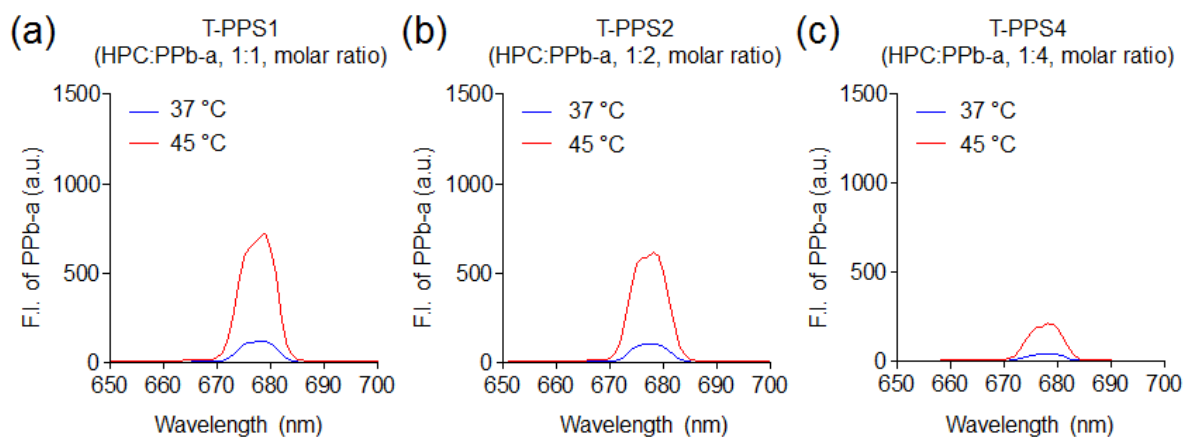 (a)
T-PPS1
(HPC:PPb-a, 1:1, molar ratio)
37 °C
45 °C
F.I. of PPb-a (a.u.)
1500
1000
500
0
650 660 670 680 690 700
Wavelength (nm)
(b)
T-PPS2
(HPC:PPb-a, 1:2, molar ratio)
37 °C
45 °C
F.I. of PPb-a (a.u.)
1500
1000
500
0
650 660 670 680 690 700
Wavelength (nm)
(c)
T-PPS4
(HPC:PPb-a, 1:4, molar ratio)
37 °C
45 °C
F.I. of PPb-a (a.u.)
1500
1000
500
0
650 660 670 680 690 700
Wavelength (nm)